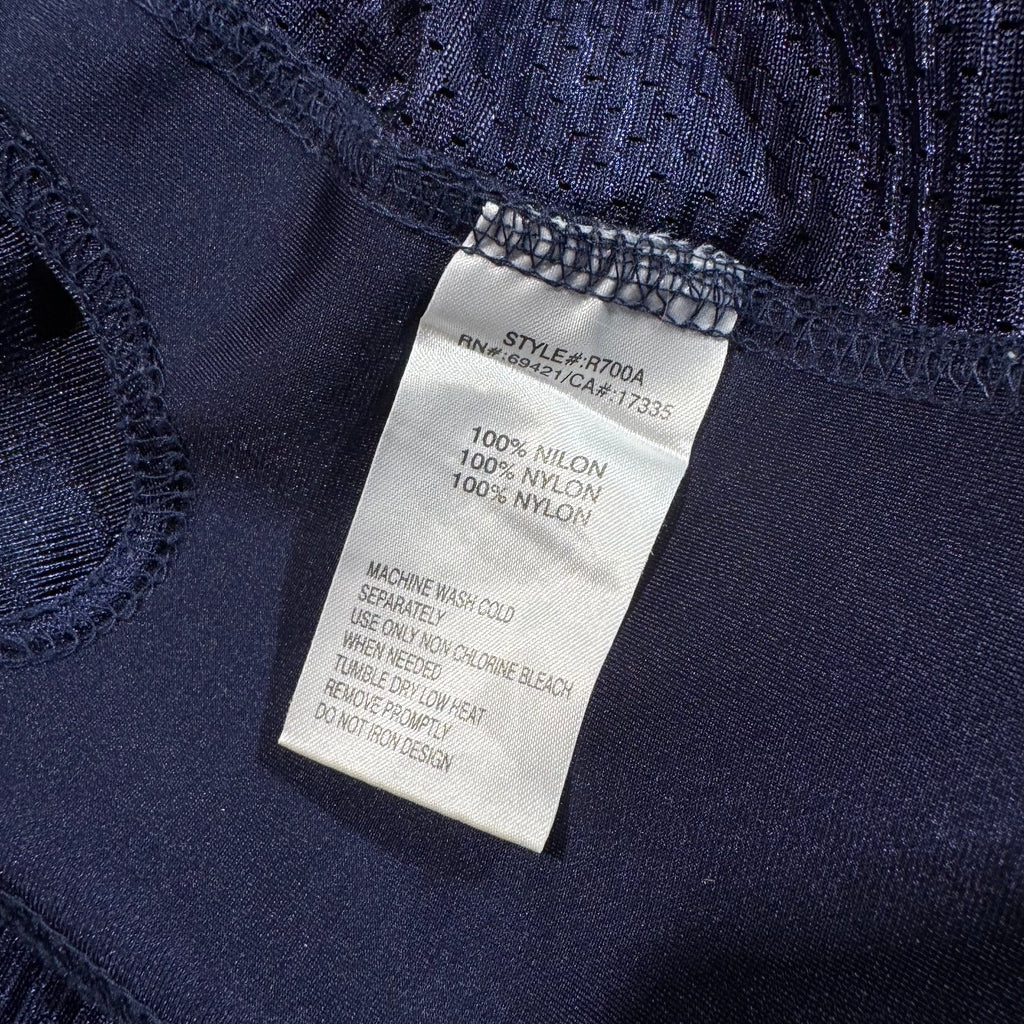 STYLE#:R700A
RN#:69421/CA#:17335
100% NILON
100% NYLON
100% NYLON
MACHINE WASH COLD
SEPARATELY
USE ONLY NON CHLORINE BLEACH
WHEN NEEDED
TUMBLE DRY LOW HEAT
REMOVE PROMPTLY
DO NOT IRON DESIGN